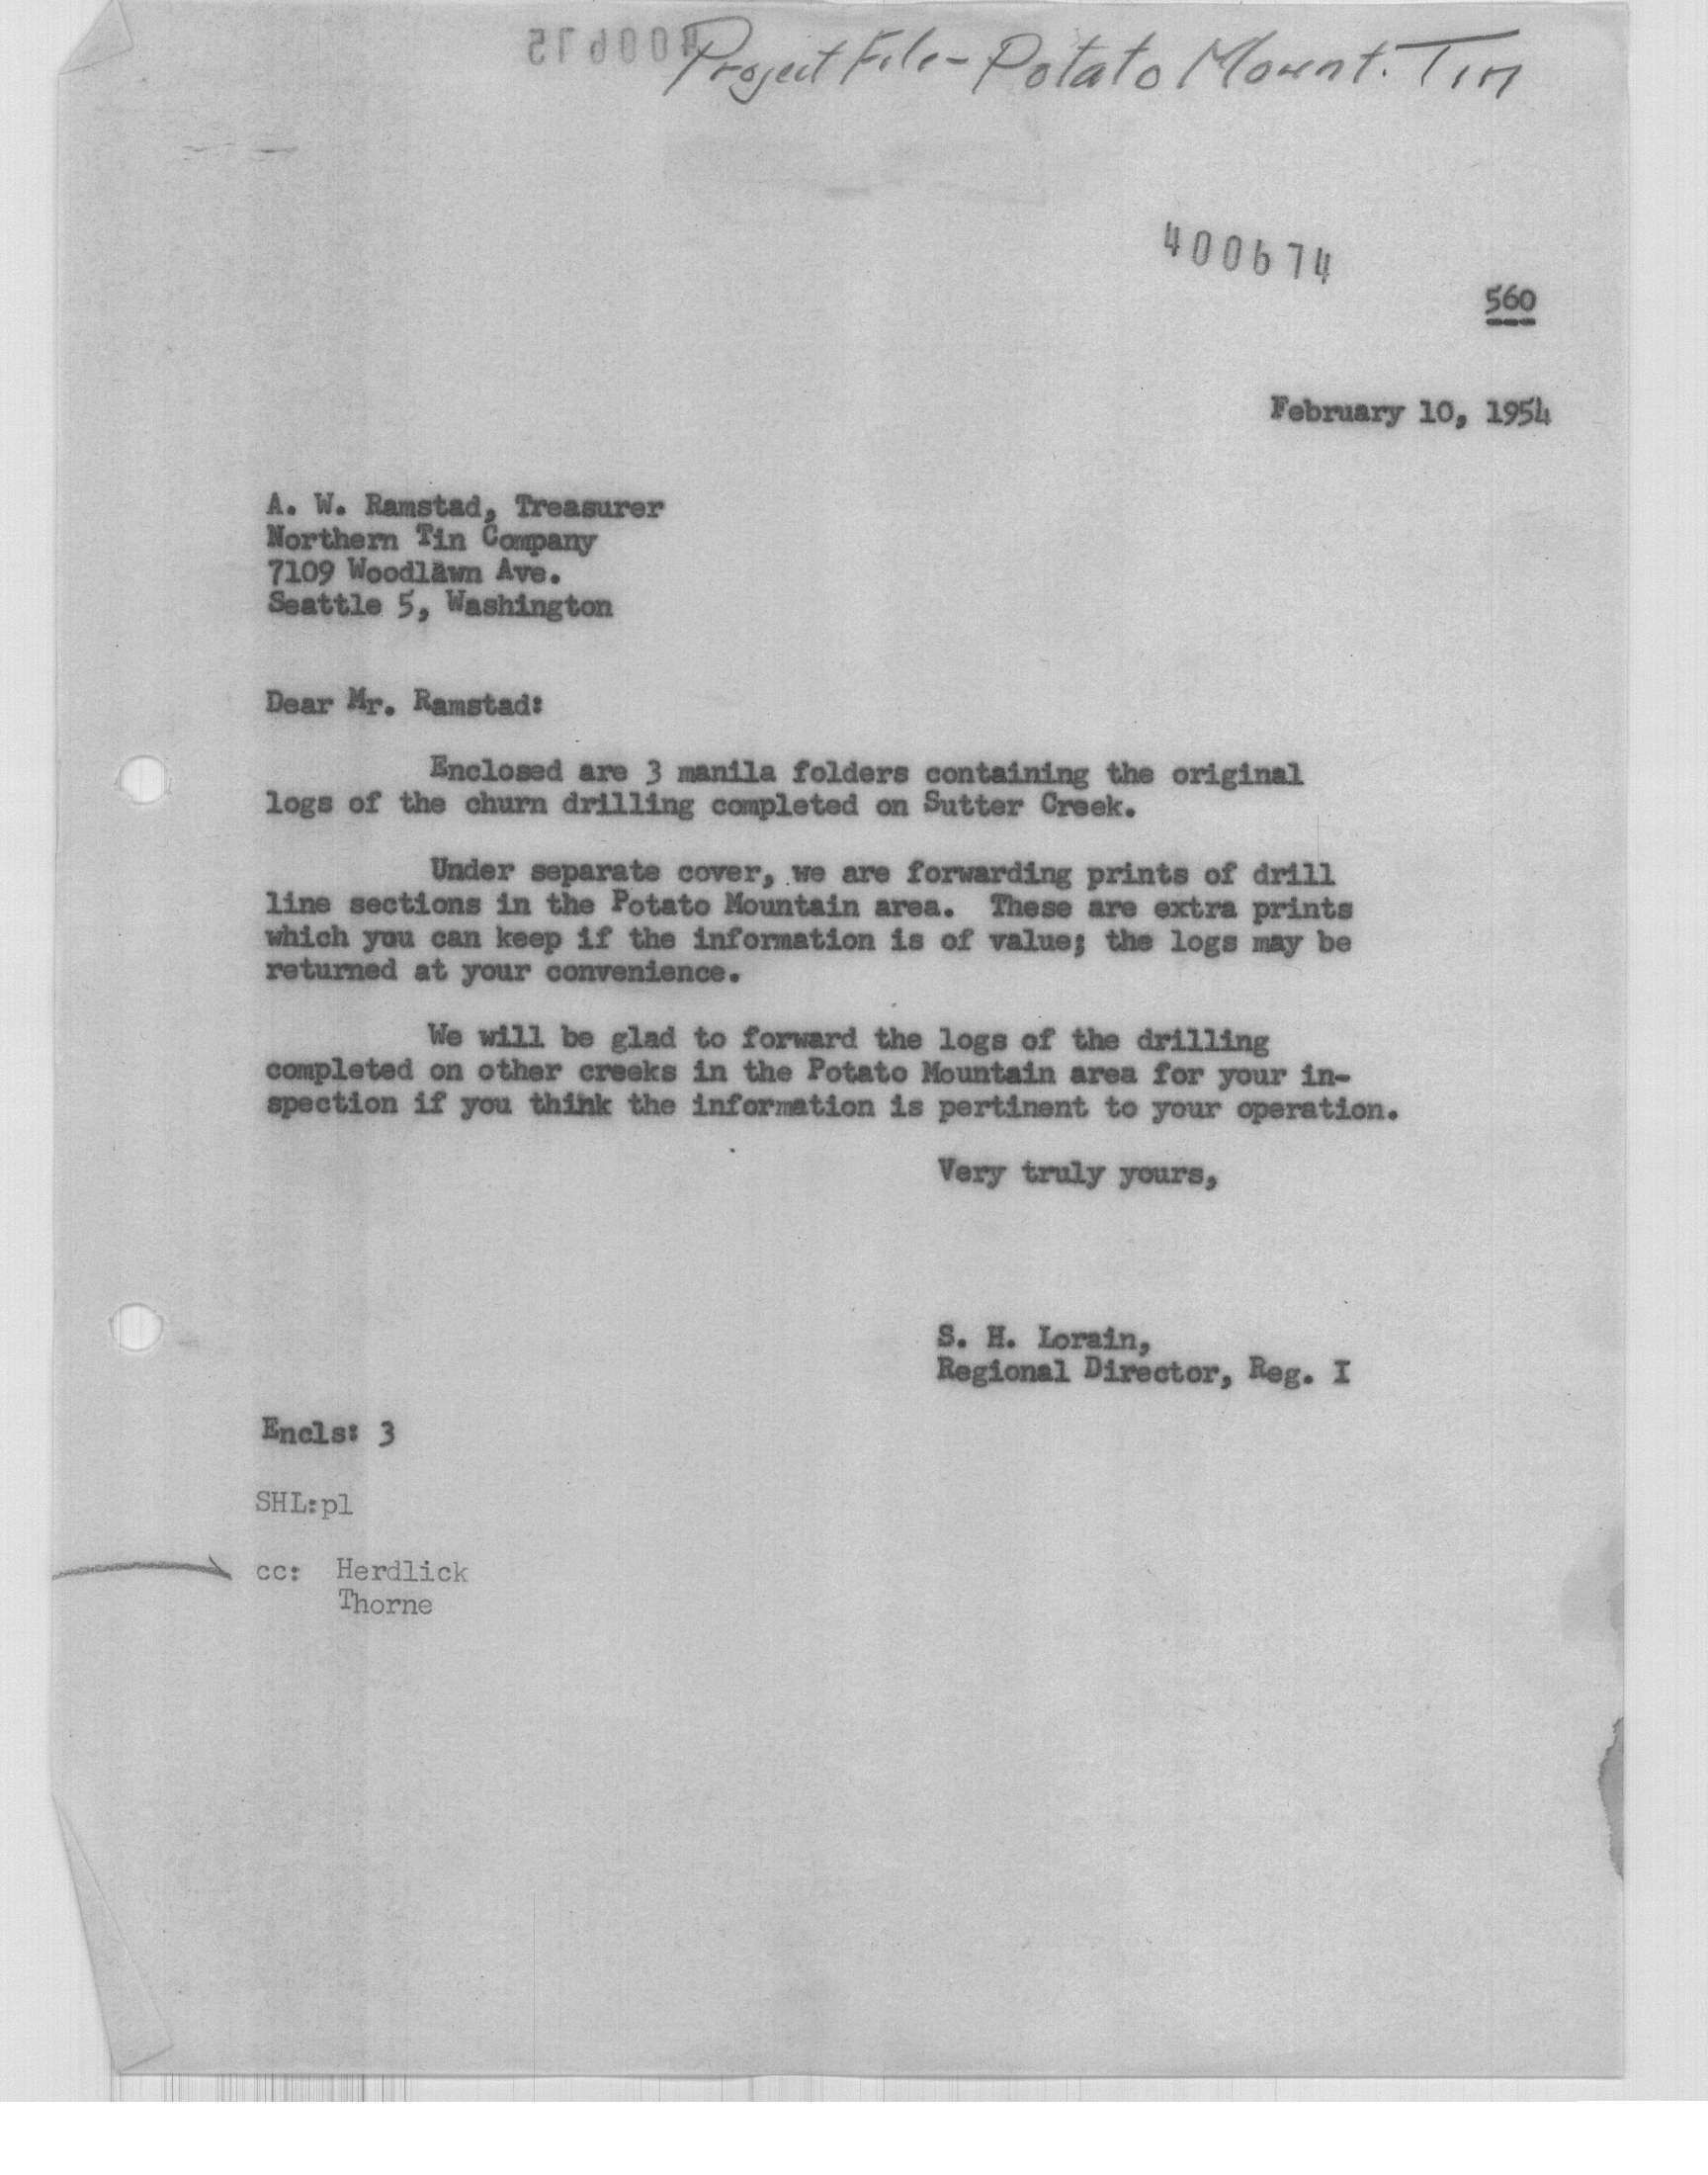 Project File - Potato Mount. Tin
400674
560
February 10, 1954
A. W. Ramstad, Treasurer
Northern Tin Company
7109 Woodlawn Ave.
Seattle 5, Washington
Dear Mr. Ramstad:
Enclosed are 3 manila folders containing the original
logs of the churn drilling completed on Sutter Creek.
Under separate cover, we are forwarding prints of drill
line sections in the Potato Mountain area. These are extra prints
which you can keep if the information is of value; the logs may be
returned at your convenience.
We will be glad to forward the logs of the drilling
completed on other creeks in the Potato Mountain area for your in-
spection if you think the information is pertinent to your operation.
Very truly yours,
S. H. Lorain,
Regional Director, Reg. I
Encls: 3
SHL:pl
cc: Herdlick
Thorne